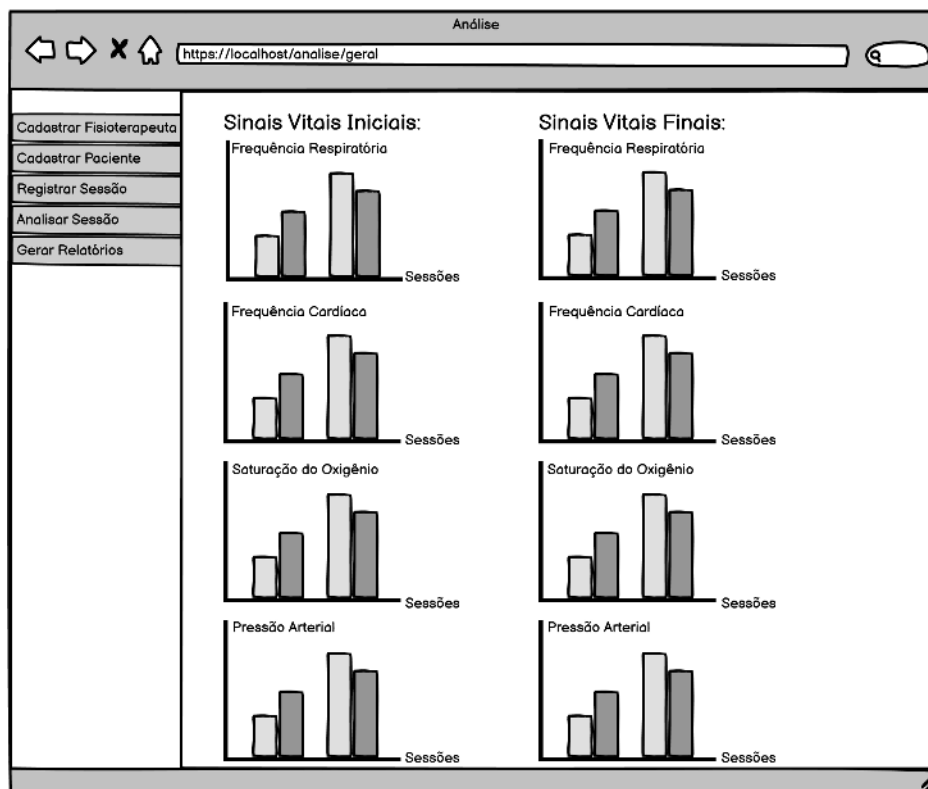 Análise
https://localhost/analise/geral
Cadastrar Fisioterapeuta
Cadastrar Paciente
Registrar Sessão
Analisar Sessão
Gerar Relatórios
Sinais Vitais Iniciais:
Frequência Respiratória
Sessões
Frequência Cardíaca
Sessões
Saturação do Oxigênio
Sessões
Pressão Arterial
Sessões
Sinais Vitais Finais:
Frequência Respiratória
Sessões
Frequência Cardíaca
Sessões
Saturação do Oxigênio
Sessões
Pressão Arterial
Sessões